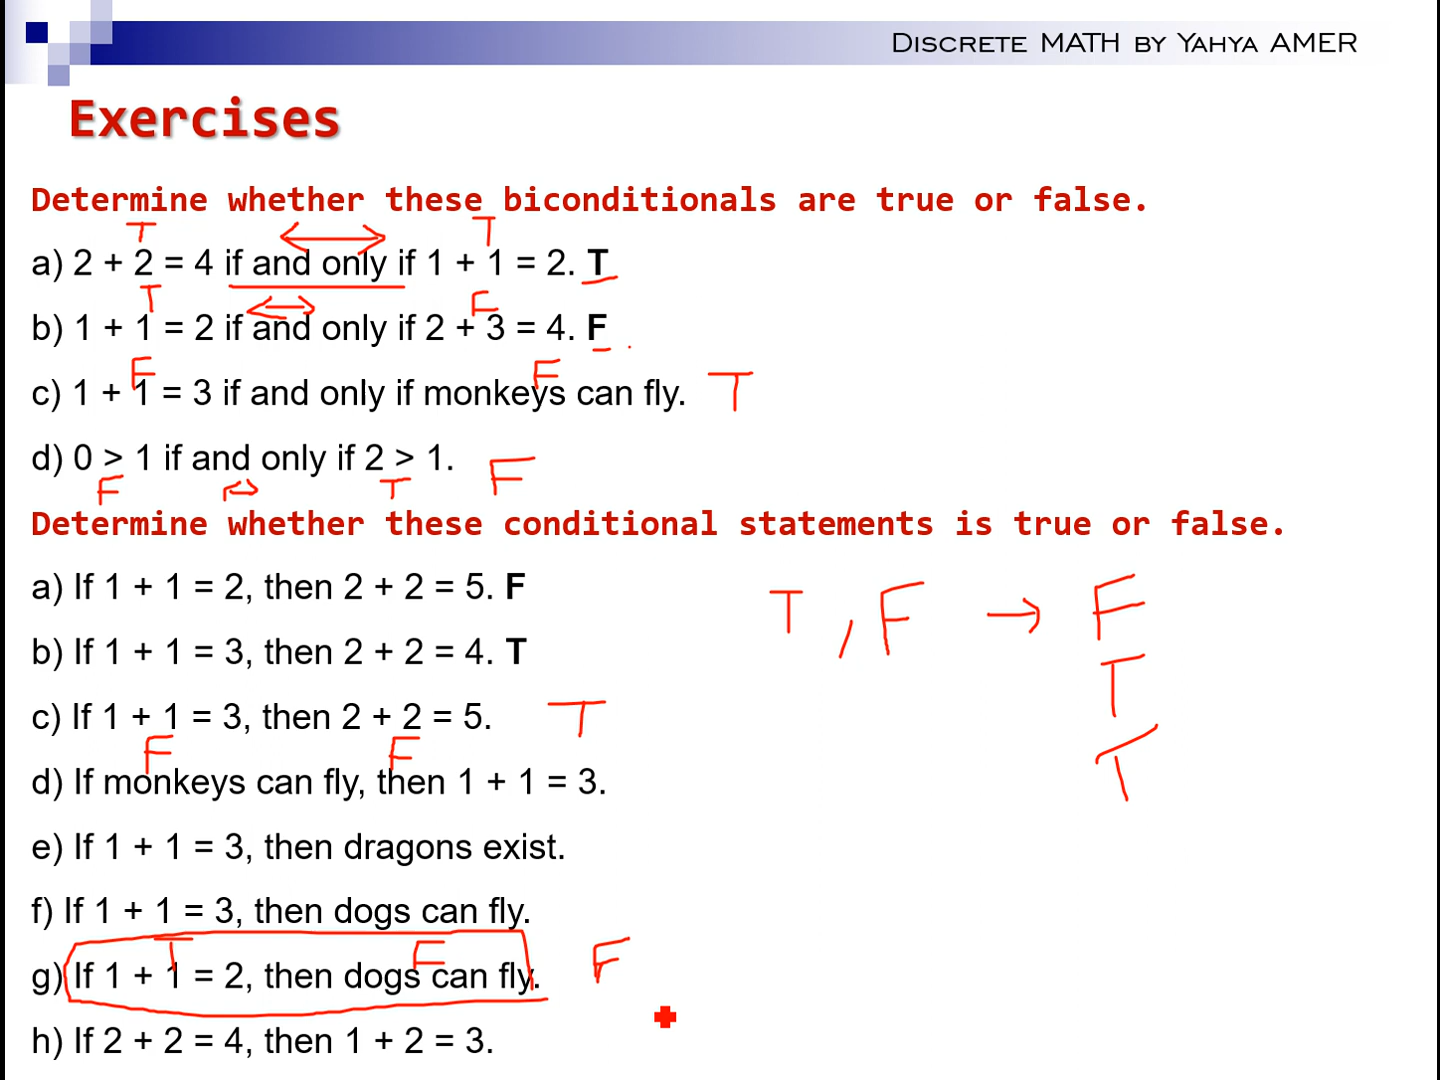 DISCRETE MATH BY YAHYA AMER
Exercises
Determine whether these biconditionals are true or false.
T T
a) 2 + 2 = 4 if and only if 1 + 1 = 2. T
T F
b) 1 + 1 = 2 if and only if 2 + 3 = 4. F
F F
c) 1 + 1 = 3 if and only if monkeys can fly. T
d) 0 > 1 if and only if 2 > 1. F
F ↔ T
Determine whether these conditional statements is true or false.
a) If 1 + 1 = 2, then 2 + 2 = 5. F T , F → F
b) If 1 + 1 = 3, then 2 + 2 = 4. T T
c) If 1 + 1 = 3, then 2 + 2 = 5. T T
F F
d) If monkeys can fly, then 1 + 1 = 3.
e) If 1 + 1 = 3, then dragons exist.
f) If 1 + 1 = 3, then dogs can fly.
T F
g) If 1 + 1 = 2, then dogs can fly. F
h) If 2 + 2 = 4, then 1 + 2 = 3.